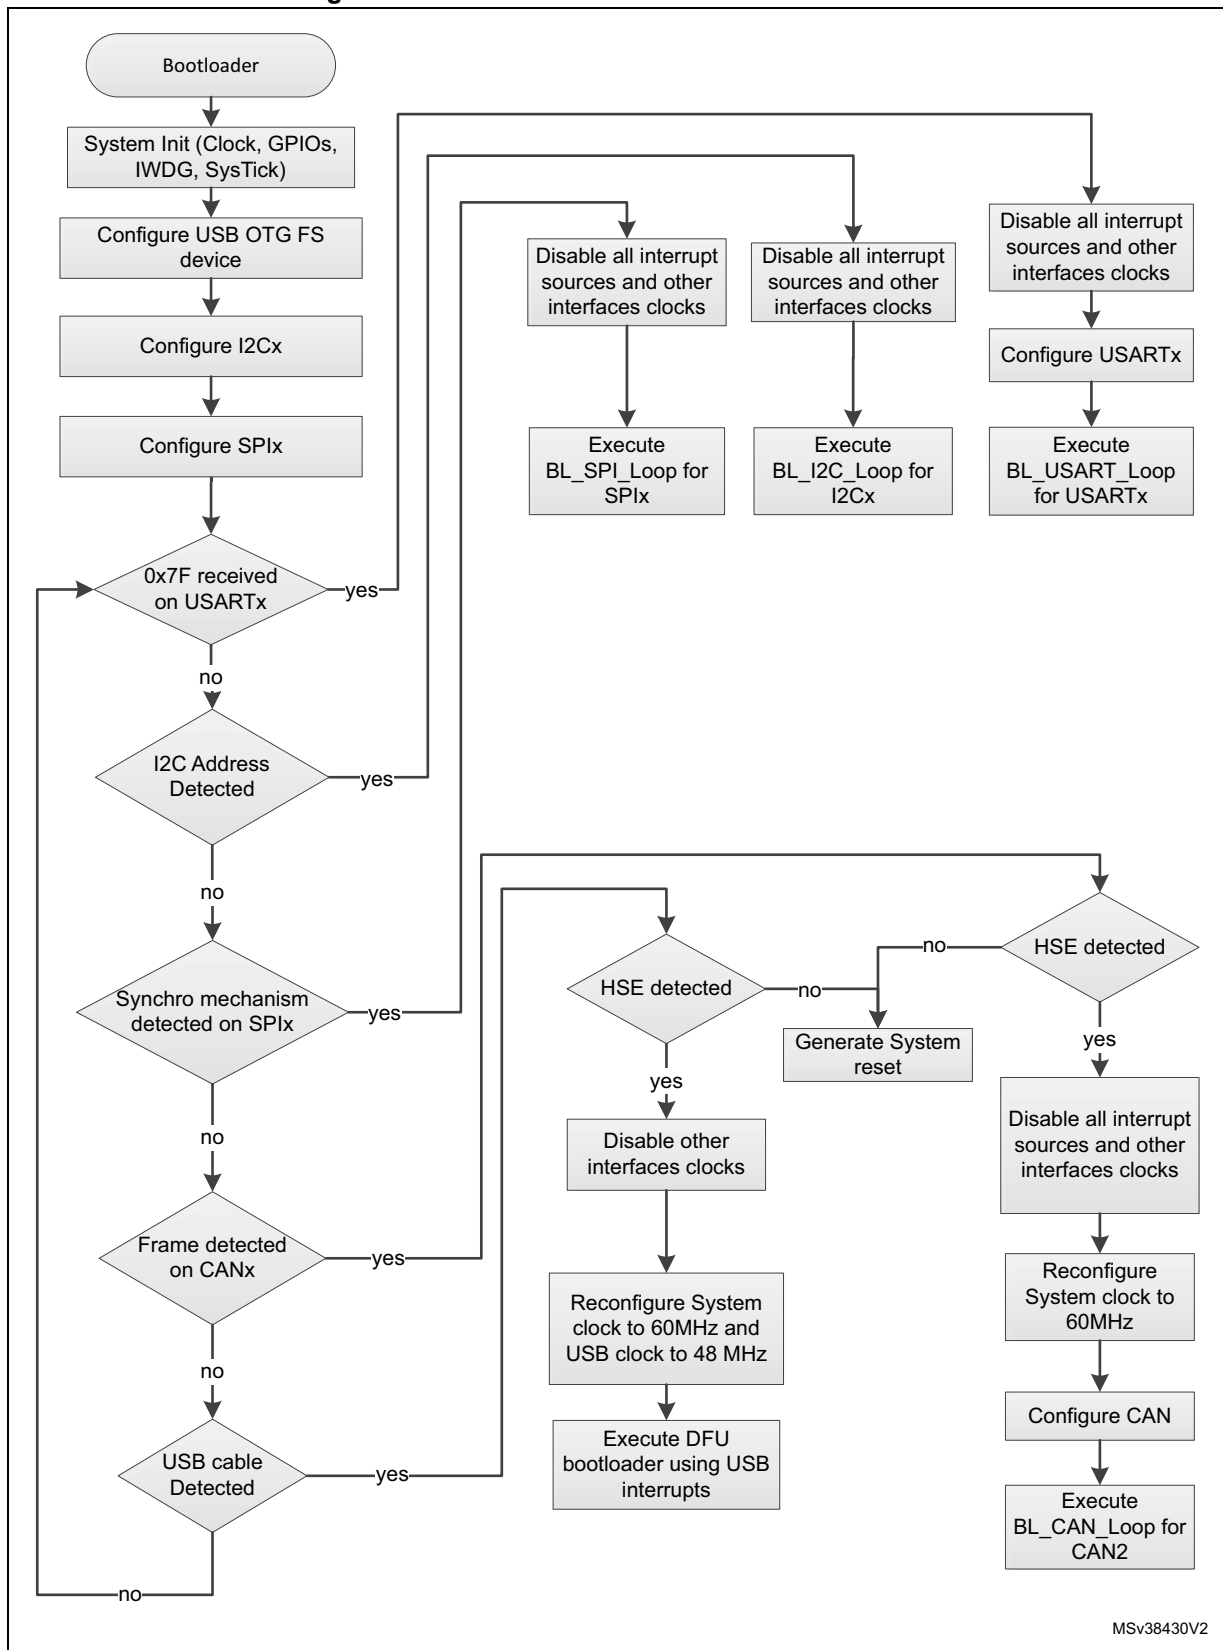 Bootloader
System Init (Clock, GPIOs,
IWDG, SysTick)
Configure USB OTG FS
device
Configure I2Cx
Configure SPIx
0x7F received
on USARTx
yes
no
I2C Address
Detected
yes
no
Synchro mechanism
detected on SPIx
yes
no
Frame detected
on CANx
yes
no
USB cable
Detected
yes
no
Disable all interrupt
sources and other
interfaces clocks
Execute
BL_SPI_Loop for
SPIx
Disable all interrupt
sources and other
interfaces clocks
Execute
BL_I2C_Loop for
I2Cx
Disable all interrupt
sources and other
interfaces clocks
Configure USARTx
Execute
BL_USART_Loop
for USARTx
HSE detected
no
yes
Generate System
reset
Disable other
interfaces clocks
Reconfigure System
clock to 60MHz and
USB clock to 48 MHz
Execute DFU
bootloader using USB
interrupts
HSE detected
no
yes
Disable all interrupt
sources and other
interfaces clocks
Reconfigure
System clock to
60MHz
Configure CAN
Execute
BL_CAN_Loop for
CAN2
MSv38430V2